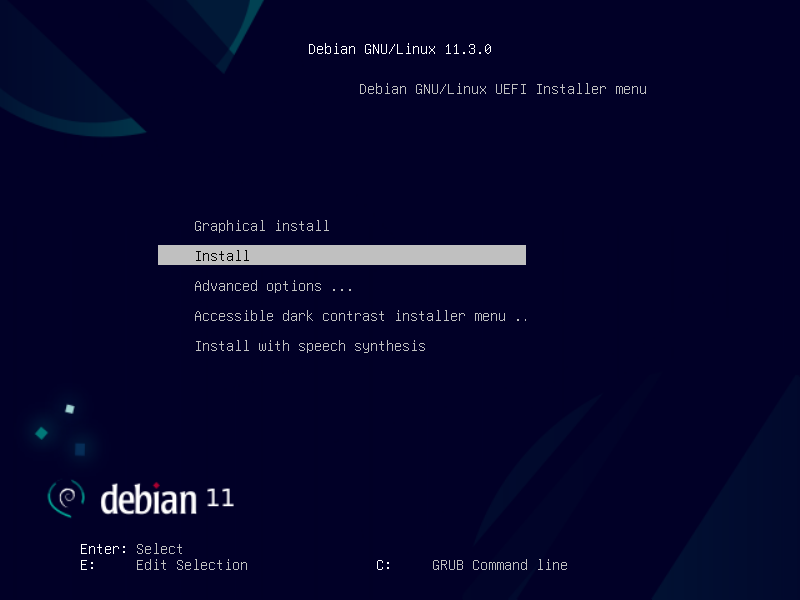 Debian GNU/Linux 11.3.0
Debian GNU/Linux UEFI Installer menu
Graphical install
Install
Advanced options ...
Accessible dark contrast installer menu ..
Install with speech synthesis
debian 11
Enter: Select
E: Edit Selection C: GRUB Command line